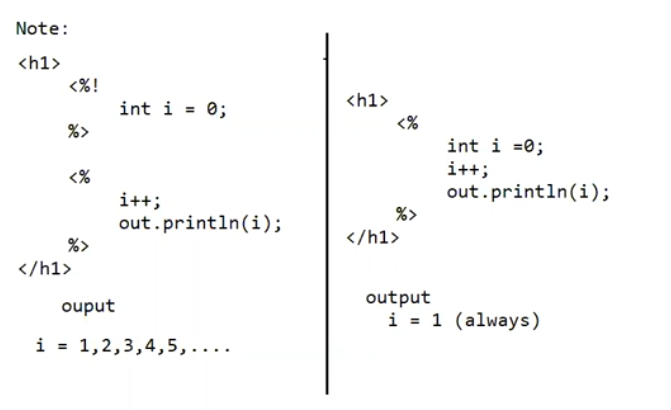 Note:
<h1>
<%!
int i = 0;
%>
<%
i++;
out.println(i);
%>
</h1>
ouput
i = 1,2,3,4,5,....
<h1>
<%
int i =0;
i++;
out.println(i);
%>
</h1>
output
i = 1 (always)